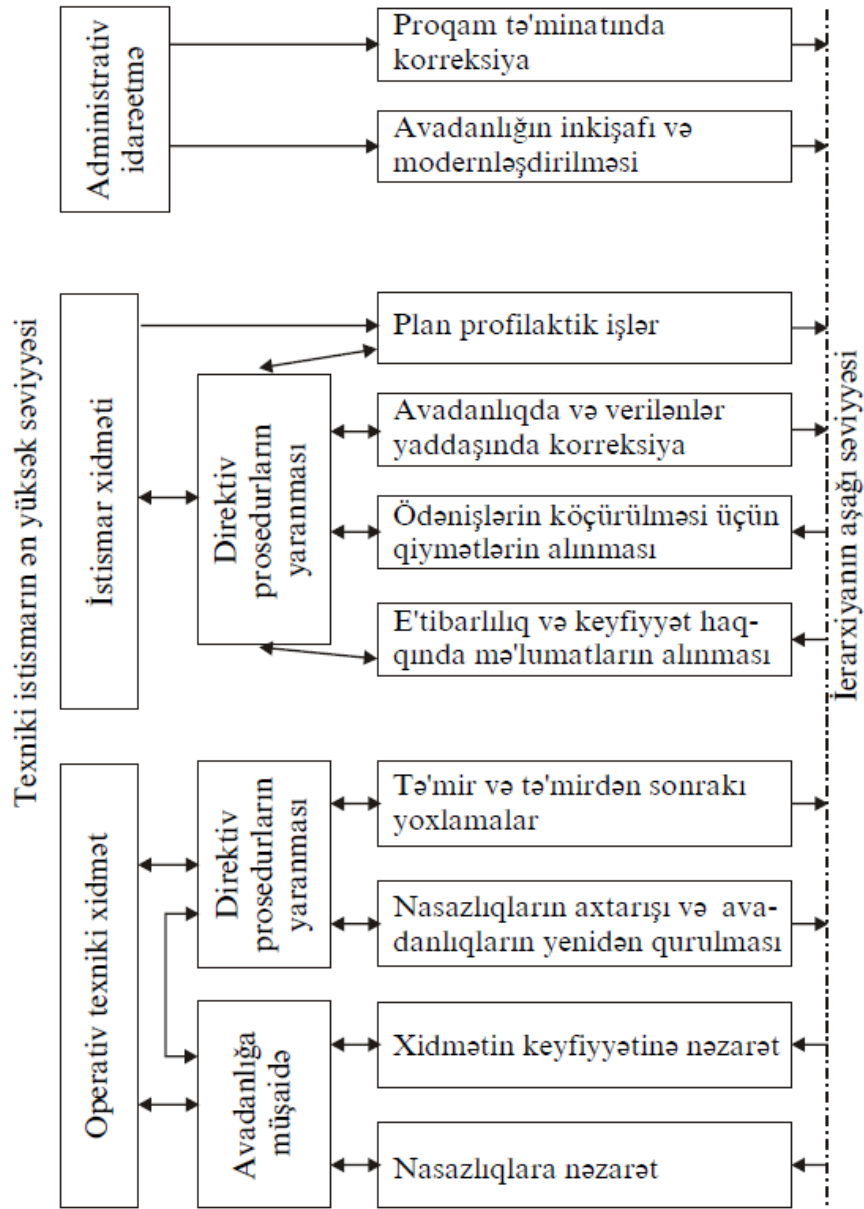 Texniki istismarın ən yüksək səviyyəsi
Administrativ
idarəetmə
Proqam tə'minatında
korreksiya
Avadanlığın inkişafı və
modernləşdirilməsi
İstismar xidməti
Direktiv
prosedurların
yaranması
Plan profilaktik işlər
Avadanlıqda və verilənlər
yaddaşında korreksiya
Ödənişlərin köçürülməsi üçün
qiymətlərin alınması
E'tibarlılıq və keyfiyyət haq-
qında mə'lumatların alınması
Operativ texniki xidmət
Direktiv
prosedurların
yaranması
Tə'mir və tə'mirdən sonrakı
yoxlamalar
Nasazlıqların axtarışı və ava-
danlıqların yenidən qurulması
Avadanlığa
müşaidə
Xidmətin keyfiyyətinə nəzarət
Nasazlıqlara nəzarət
İerarxiyanın aşağı səviyyəsi